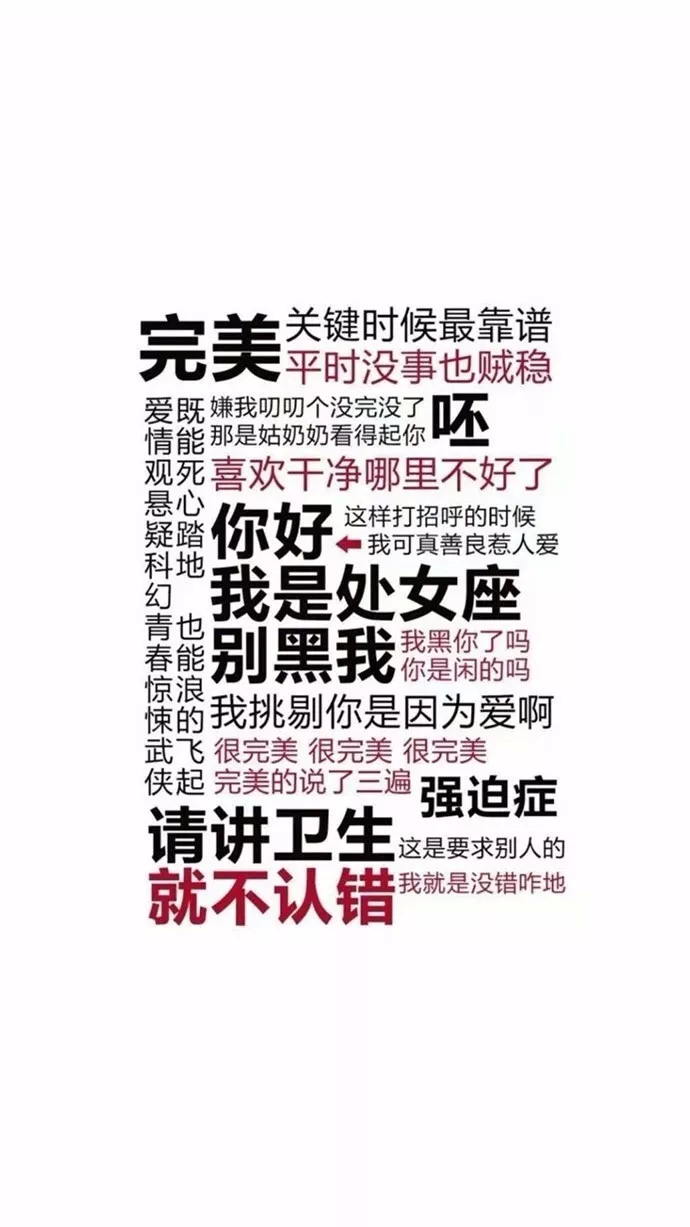 完美
关键时候最靠谱
平时没事也贼稳
嫌我叨叨个没完没了
那是姑奶奶看得起你
呸
喜欢干净哪里不好了
既能死心踏地
也能浪的飞起
爱情观悬疑科幻
青春惊悚武侠
你好
这样打招呼的时候
←我可真善良惹人爱
我是处女座
别黑我
我黑你了吗
你是闲的吗
我挑剔你是因为爱啊
很完美 很完美 很完美
完美的说了三遍
强迫症
请讲卫生
这是要求别人的
就不认错
我就是没错咋地